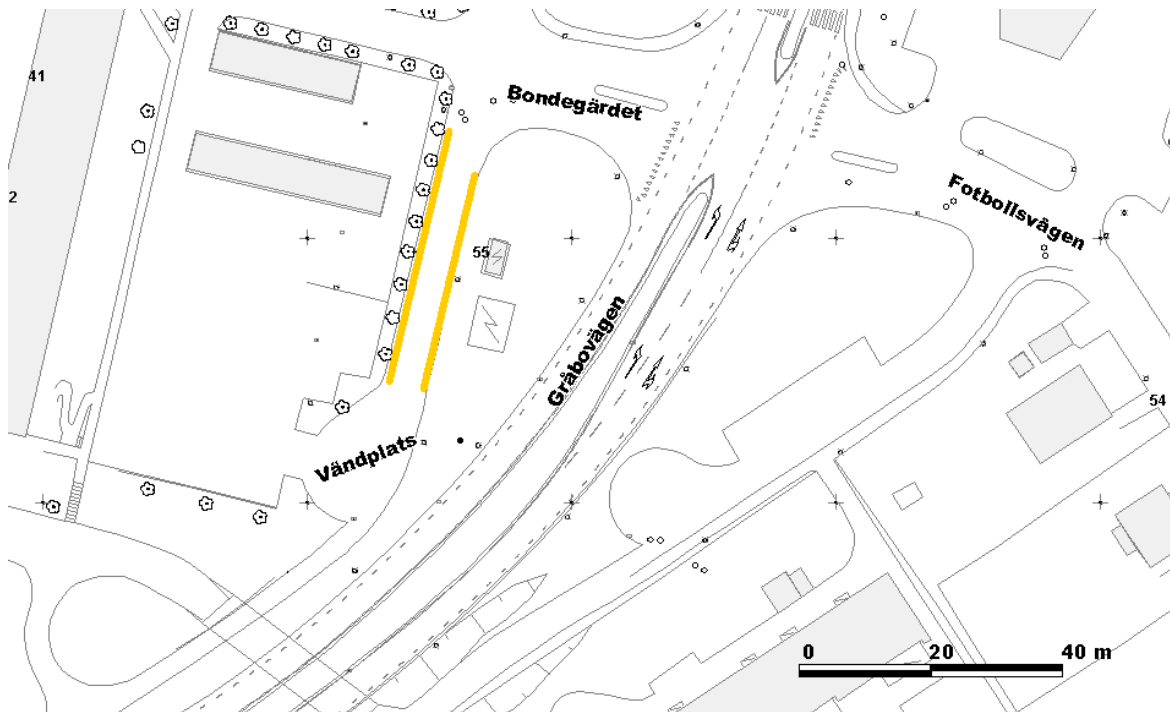 41
Bondegärdet
Fotbollsvägen
2
55
Gråbovägen
54
Vändplats
0 20 40 m